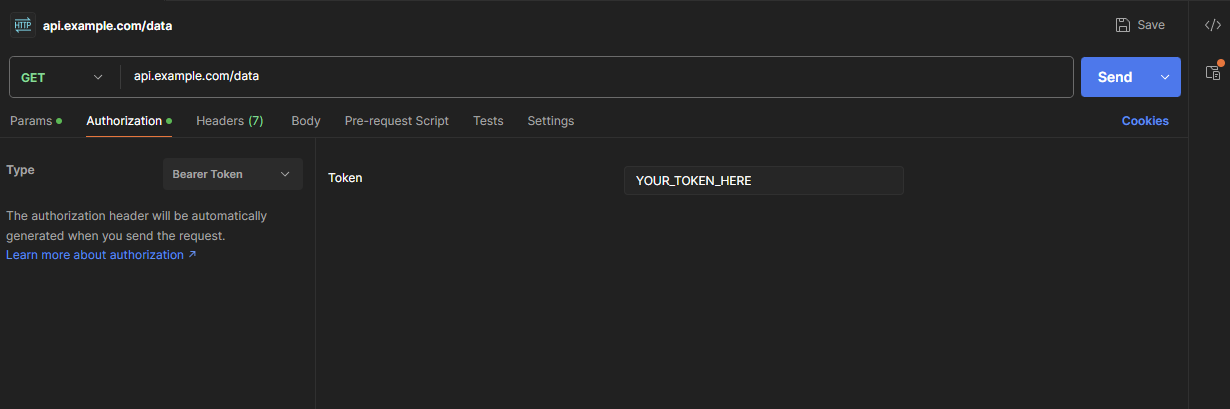 HTTP api.example.com/data Save
GET api.example.com/data Send
Params Authorization Headers (7) Body Pre-request Script Tests Settings Cookies
Type Bearer Token
Token YOUR_TOKEN_HERE
The authorization header will be automatically
generated when you send the request.
Learn more about authorization ↗